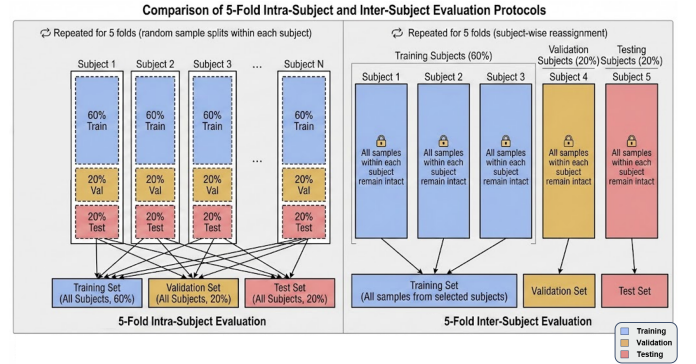 Comparison of 5-Fold Intra-Subject and Inter-Subject Evaluation Protocols
Repeated for 5 folds (random sample splits within each subject)
Subject 1
Subject 2
Subject 3
...
Subject N
60%
Train
60%
Train
60%
Train
60%
Train
...
20%
Val
20%
Val
20%
Val
20%
Val
20%
Test
20%
Test
20%
Test
20%
Test
Training Set
(All Subjects, 60%)
Validation Set
(All Subjects, 20%)
Test Set
(All Subjects, 20%)
5-Fold Intra-Subject Evaluation
Repeated for 5 folds (subject-wise reassignment)
Training Subjects (60%)
Validation
Subjects (20%)
Testing
Subjects (20%)
Subject 1
Subject 2
Subject 3
Subject 4
Subject 5
All samples
within each
subject
remain intact
All samples
within each
subject
remain intact
All samples
within each
subject
remain intact
All samples
within each
subject
remain intact
All samples
within each
subject
remain intact
Training Set
(All samples from selected subjects)
Validation Set
Test Set
5-Fold Inter-Subject Evaluation
Training
Validation
Testing